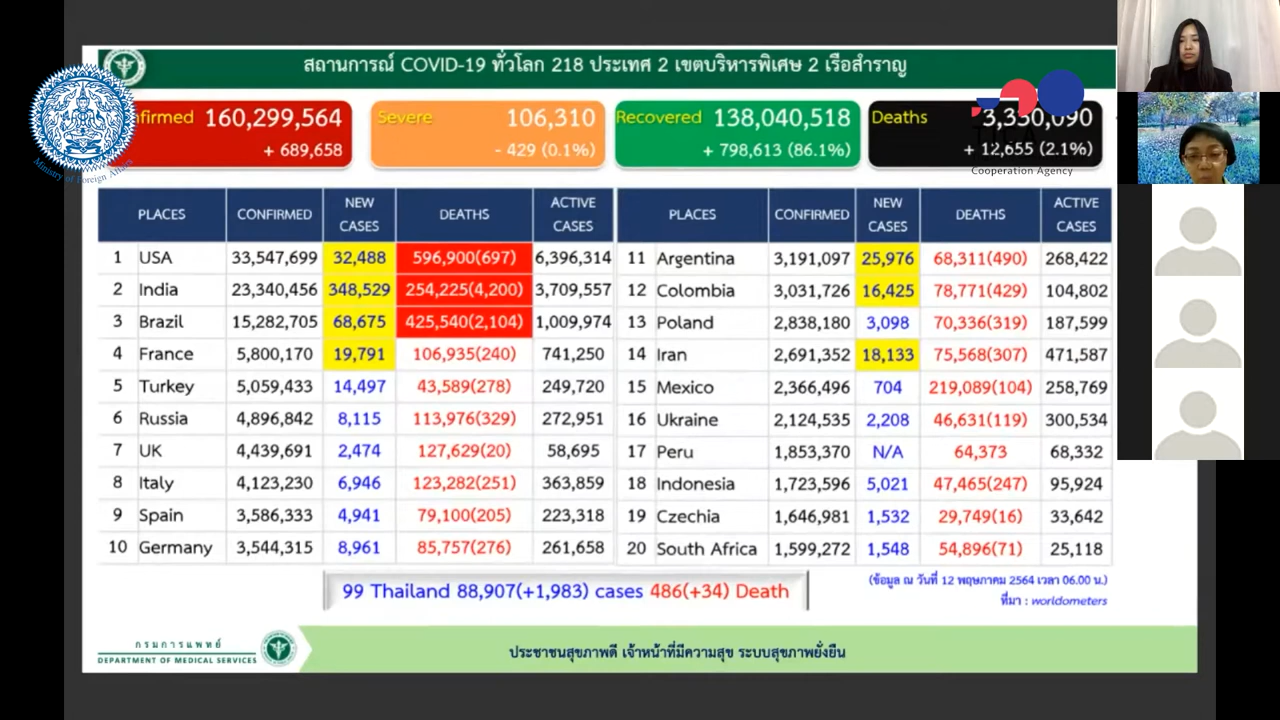 สถานการณ์ COVID-19 ทั่วโลก 218 ประเทศ 2 เขตบริหารพิเศษ 2 เรือสำราญ
Ministry of Foreign Affairs
nfirmed 160,299,564
+ 689,658
Severe 106,310
- 429 (0.1%)
Recovered 138,040,518
+ 798,613 (86.1%)
Deaths 3,330,090
+ 12,655 (2.1%)
Cooperation Agency
PLACES CONFIRMED NEW CASES DEATHS ACTIVE CASES
1 USA 33,547,699 32,488 596,900(697) 6,396,314
2 India 23,340,456 348,529 254,225(4,200) 3,709,557
3 Brazil 15,282,705 68,675 425,540(2,104) 1,009,974
4 France 5,800,170 19,791 106,935(240) 741,250
5 Turkey 5,059,433 14,497 43,589(278) 249,720
6 Russia 4,896,842 8,115 113,976(329) 272,951
7 UK 4,439,691 2,474 127,629(20) 58,695
8 Italy 4,123,230 6,946 123,282(251) 363,859
9 Spain 3,586,333 4,941 79,100(205) 223,318
10 Germany 3,544,315 8,961 85,757(276) 261,658
PLACES CONFIRMED NEW CASES DEATHS ACTIVE CASES
11 Argentina 3,191,097 25,976 68,311(490) 268,422
12 Colombia 3,031,726 16,425 78,771(429) 104,802
13 Poland 2,838,180 3,098 70,336(319) 187,599
14 Iran 2,691,352 18,133 75,568(307) 471,587
15 Mexico 2,366,496 704 219,089(104) 258,769
16 Ukraine 2,124,535 2,208 46,631(119) 300,534
17 Peru 1,853,370 N/A 64,373 68,332
18 Indonesia 1,723,596 5,021 47,465(247) 95,924
19 Czechia 1,646,981 1,532 29,749(16) 33,642
20 South Africa 1,599,272 1,548 54,896(71) 25,118
99 Thailand 88,907(+1,983) cases 486(+34) Death
(ข้อมูล ณ วันที่ 12 พฤษภาคม 2564 เวลา 06.00 น.)
ที่มา : worldometers
กรมการแพทย์
DEPARTMENT OF MEDICAL SERVICES
ประชาชนสุขภาพดี เจ้าหน้าที่มีความสุข ระบบสุขภาพยั่งยืน